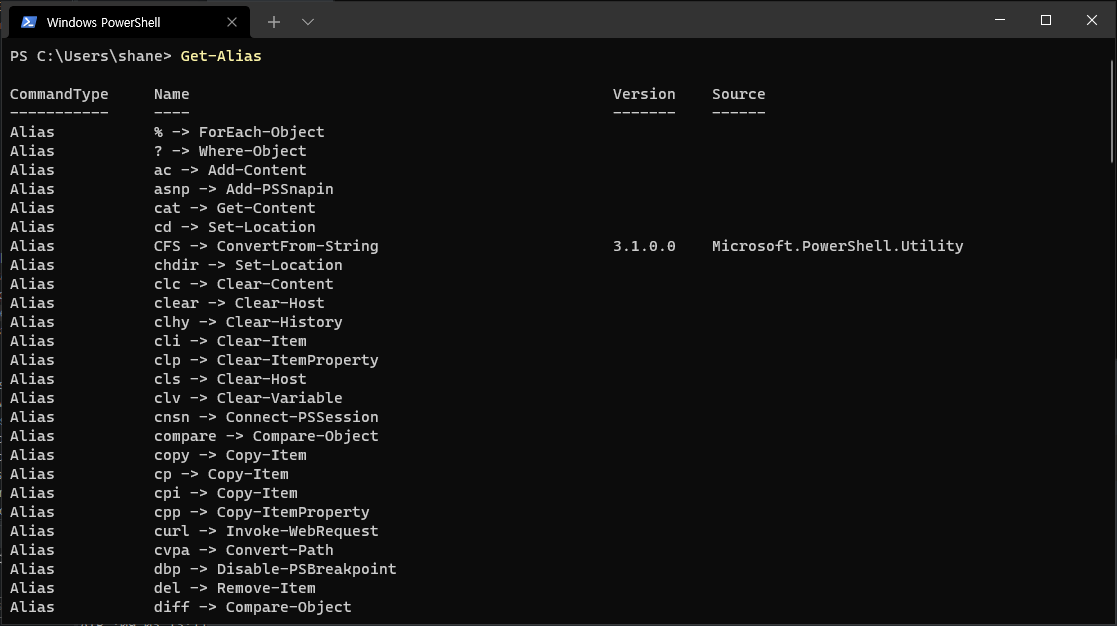 Windows PowerShell
PS C:\Users\shane> Get-Alias
CommandType     Name                                               Version    Source
-----------     ----                                               -------    ------
Alias           % -> ForEach-Object
Alias           ? -> Where-Object
Alias           ac -> Add-Content
Alias           asnp -> Add-PSSnapin
Alias           cat -> Get-Content
Alias           cd -> Set-Location
Alias           CFS -> ConvertFrom-String                          3.1.0.0    Microsoft.PowerShell.Utility
Alias           chdir -> Set-Location
Alias           clc -> Clear-Content
Alias           clear -> Clear-Host
Alias           clhy -> Clear-History
Alias           cli -> Clear-Item
Alias           clp -> Clear-ItemProperty
Alias           cls -> Clear-Host
Alias           clv -> Clear-Variable
Alias           cnsn -> Connect-PSSession
Alias           compare -> Compare-Object
Alias           copy -> Copy-Item
Alias           cp -> Copy-Item
Alias           cpi -> Copy-Item
Alias           cpp -> Copy-ItemProperty
Alias           curl -> Invoke-WebRequest
Alias           cvpa -> Convert-Path
Alias           dbp -> Disable-PSBreakpoint
Alias           del -> Remove-Item
Alias           diff -> Compare-Object